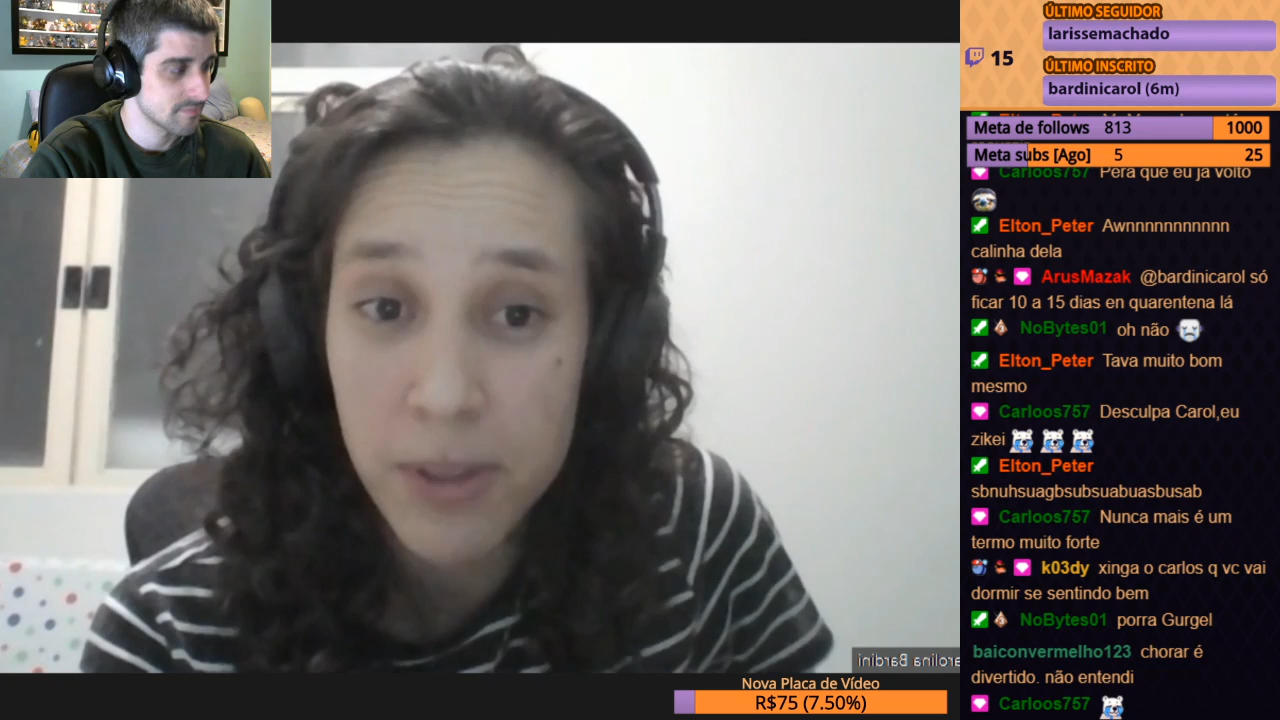 ÚLTIMO SEGUIDOR
larissemachado
15
ÚLTIMO INSCRITO
bardinicarol (6m)
Meta de follows 813 1000
Meta subs [Ago] 5 25
Carloos757 Pera que eu já volto
Elton_Peter Awnnnnnnnnnnn
calinha dela
ArusMazak @bardinicarol só
ficar 10 a 15 dias en quarentena lá
NoBytes01 oh não
Elton_Peter Tava muito bom
mesmo
Carloos757 Desculpa Carol,eu
zikei
Elton_Peter
sbnuhsuagbsubsuabuasbusab
Carloos757 Nunca mais é um
termo muito forte
k03dy xinga o carlos q vc vai
dormir se sentindo bem
NoBytes01 porra Gurgel
baiconvermelho123 chorar é
divertido. não entendi
Carloos757
arolina Bardini
Nova Placa de Vídeo
R$75 (7.50%)